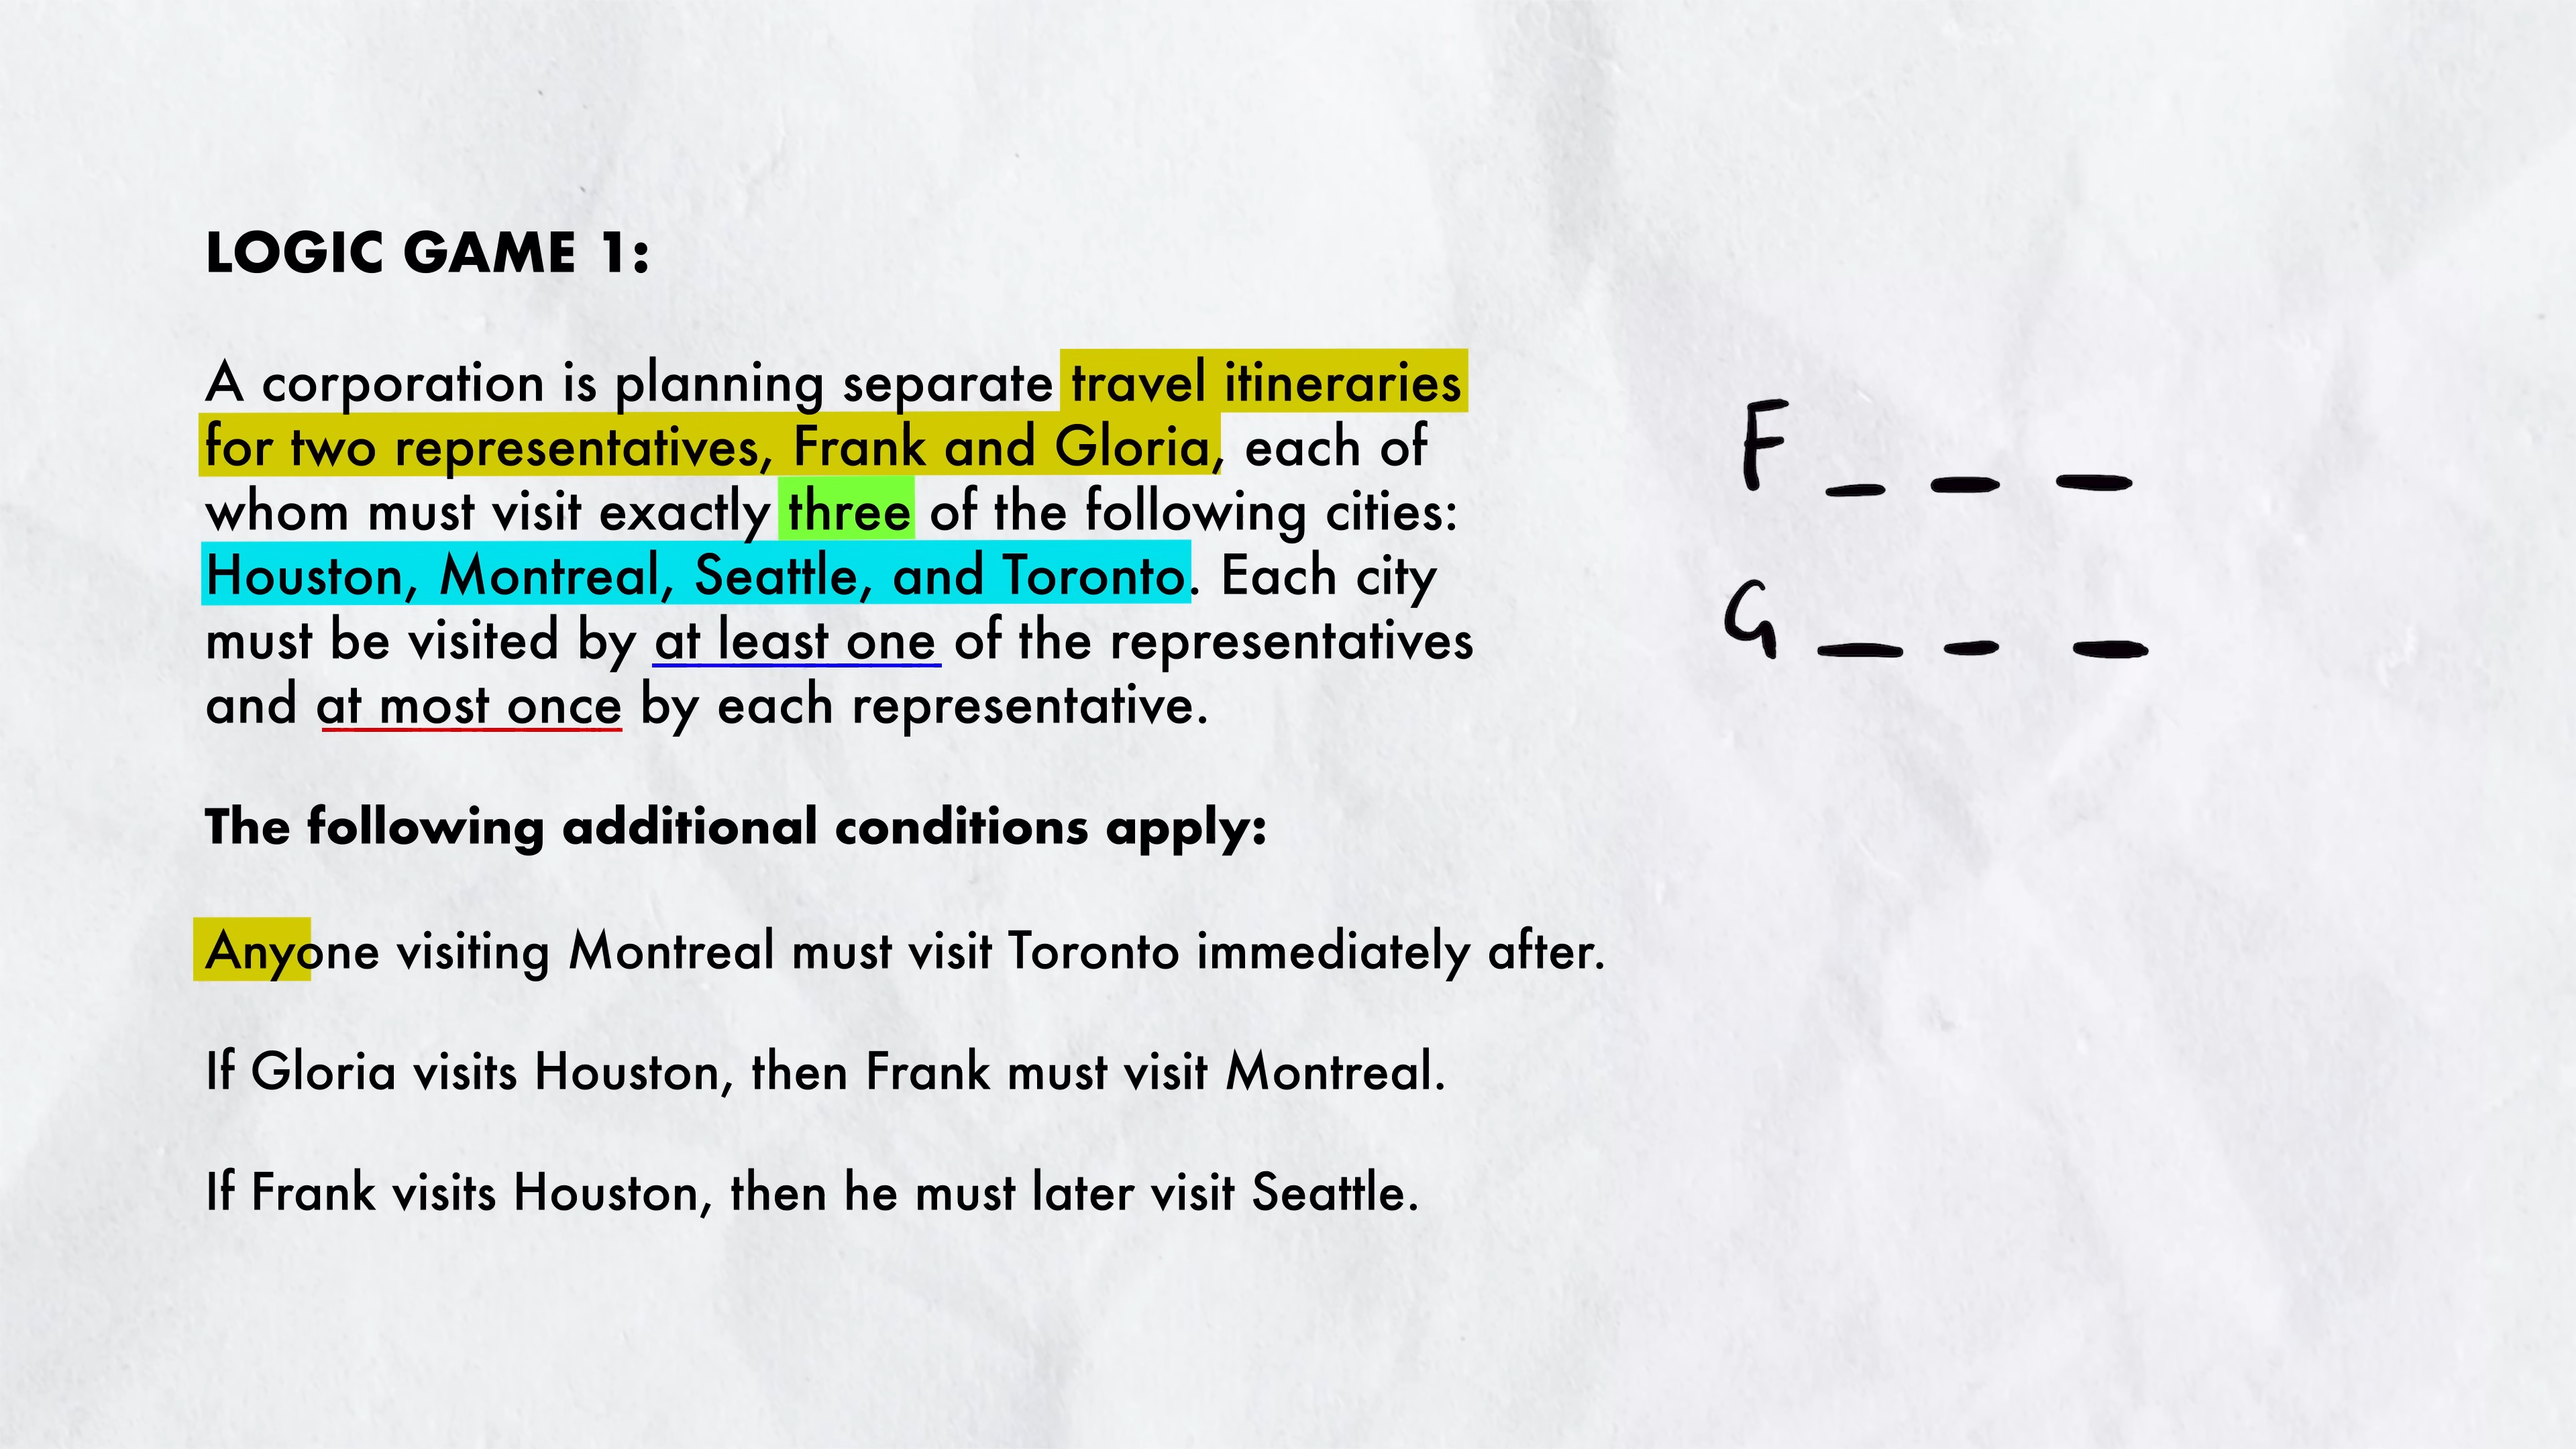 LOGIC GAME 1:
A corporation is planning separate travel itineraries
for two representatives, Frank and Gloria, each of
whom must visit exactly three of the following cities:
Houston, Montreal, Seattle, and Toronto. Each city
must be visited by at least one of the representatives
and at most once by each representative.
The following additional conditions apply:
Anyone visiting Montreal must visit Toronto immediately after.
If Gloria visits Houston, then Frank must visit Montreal.
If Frank visits Houston, then he must later visit Seattle.
F _ _ _
G _ _ _